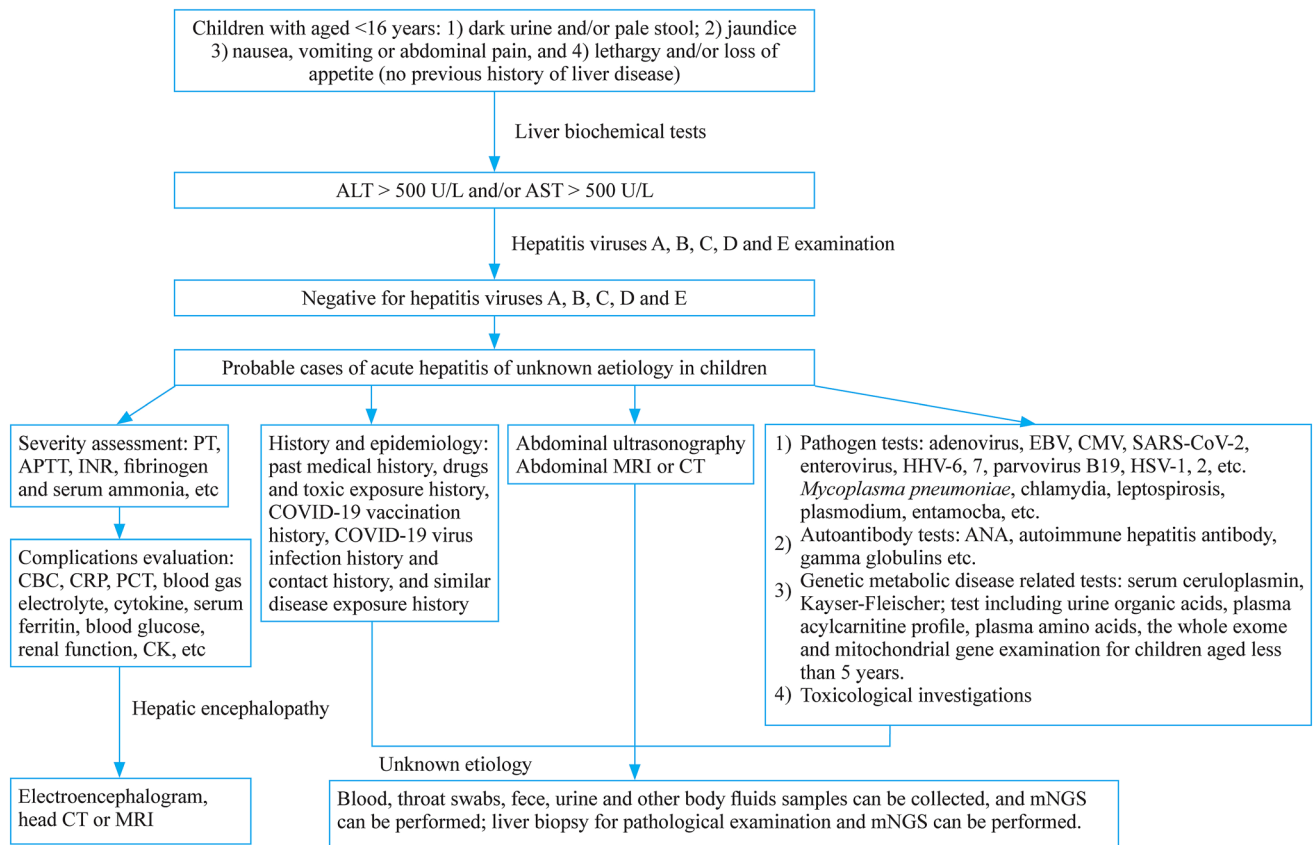 Children with aged <16 years: 1) dark urine and/or pale stool; 2) jaundice
3) nausea, vomiting or abdominal pain, and 4) lethargy and/or loss of
appetite (no previous history of liver disease)
Liver biochemical tests
ALT > 500 U/L and/or AST > 500 U/L
Hepatitis viruses A, B, C, D and E examination
Negative for hepatitis viruses A, B, C, D and E
Probable cases of acute hepatitis of unknown aetiology in children
Severity assessment: PT,
APTT, INR, fibrinogen
and serum ammonia, etc
Complications evaluation:
CBC, CRP, PCT, blood gas
electrolyte, cytokine, serum
ferritin, blood glucose,
renal function, CK, etc
Hepatic encephalopathy
Electroencephalogram,
head CT or MRI
History and epidemiology:
past medical history, drugs
and toxic exposure history,
COVID-19 vaccination
history, COVID-19 virus
infection history and
contact history, and similar
disease exposure history
Abdominal ultrasonography
Abdominal MRI or CT
1) Pathogen tests: adenovirus, EBV, CMV, SARS-CoV-2,
enterovirus, HHV-6, 7, parvovirus B19, HSV-1, 2, etc.
Mycoplasma pneumoniae, chlamydia, leptospirosis,
plasmodium, entamocba, etc.
2) Autoantibody tests: ANA, autoimmune hepatitis antibody,
gamma globulins etc.
3) Genetic metabolic disease related tests: serum ceruloplasmin,
Kayser-Fleischer; test including urine organic acids, plasma
acylcarnitine profile, plasma amino acids, the whole exome
and mitochondrial gene examination for children aged less
than 5 years.
4) Toxicological investigations
Unknown etiology
Blood, throat swabs, fece, urine and other body fluids samples can be collected, and mNGS
can be performed; liver biopsy for pathological examination and mNGS can be performed.